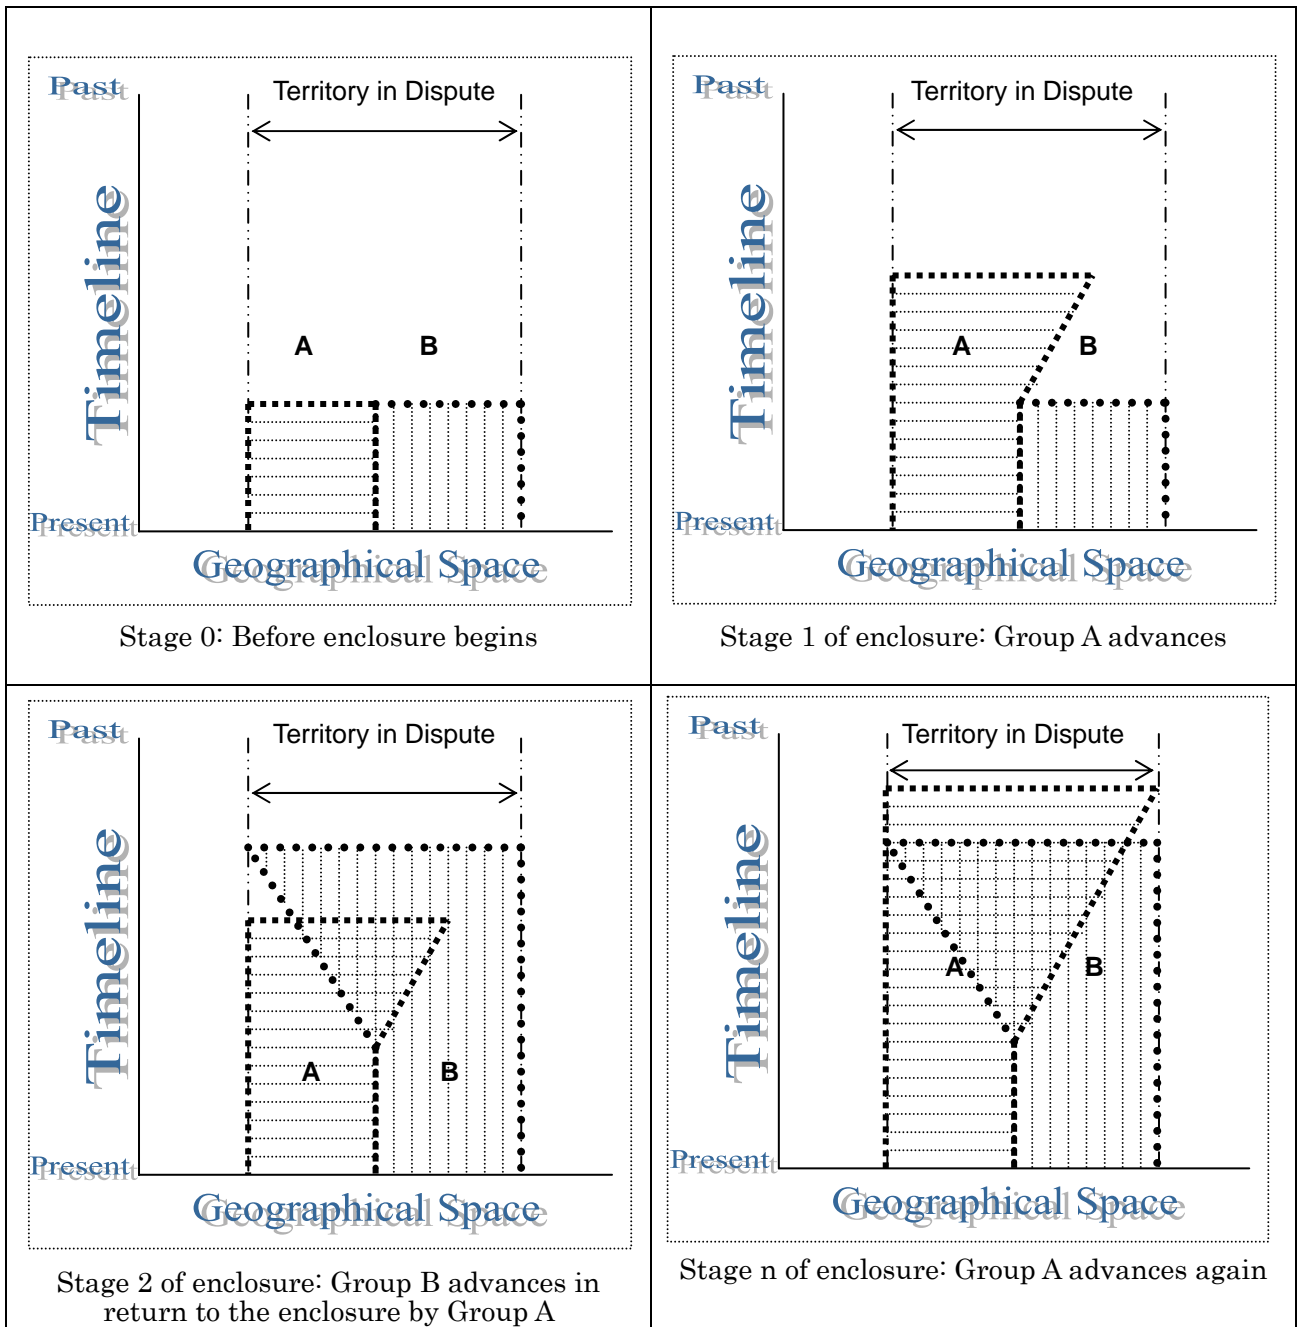 Past
Territory in Dispute
Timeline
A
B
Present
Geographical Space
Stage 0: Before enclosure begins
Past
Territory in Dispute
Timeline
A
B
Present
Geographical Space
Stage 1 of enclosure: Group A advances
Past
Territory in Dispute
Timeline
A
B
Present
Geographical Space
Stage 2 of enclosure: Group B advances in
return to the enclosure by Group A
Past
Territory in Dispute
Timeline
A
B
Present
Geographical Space
Stage n of enclosure: Group A advances again